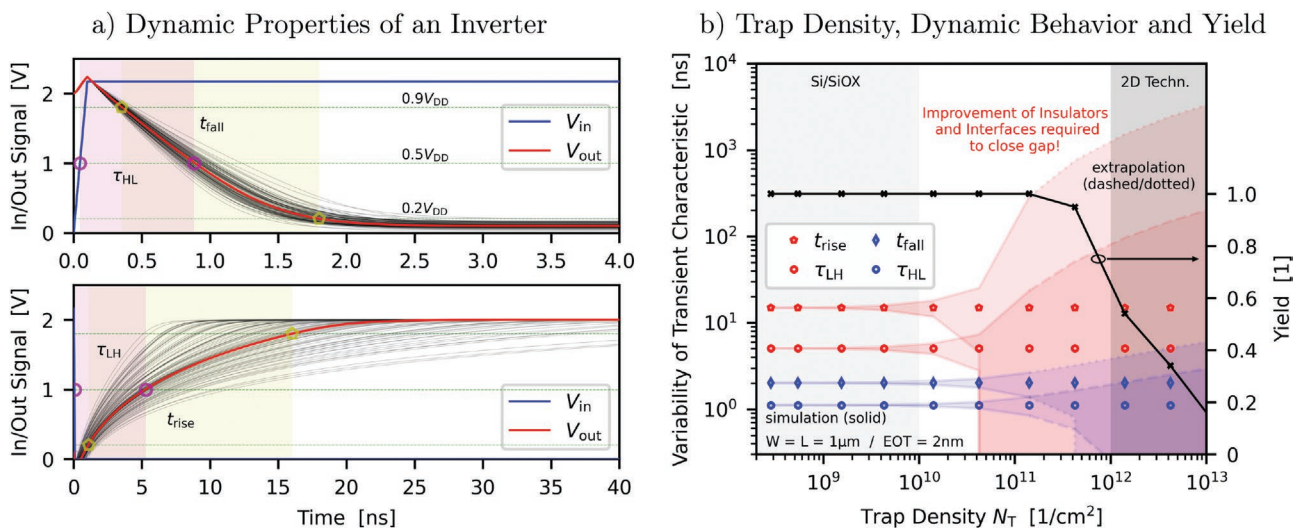 a) Dynamic Properties of an Inverter
In/Out Signal [V]
2
1
0
0.9V_DD
t_fall
0.5V_DD
τ_HL
0.2V_DD
V_in
V_out
0.0 0.5 1.0 1.5 2.0 2.5 3.0 3.5 4.0
In/Out Signal [V]
2
1
0
τ_LH
t_rise
V_in
V_out
0 5 10 15 20 25 30 35 40
Time [ns]
b) Trap Density, Dynamic Behavior and Yield
Variability of Transient Characteristic [ns]
10^4
10^3
10^2
10^1
10^0
Si/SiOX
2D Techn.
Improvement of Insulators
and Interfaces required
to close gap!
extrapolation
(dashed/dotted)
t_rise t_fall
τ_LH τ_HL
simulation (solid)
W = L = 1μm / EOT = 2nm
1.0
0.8
0.6
0.4
0.2
0
Yield [1]
10^9 10^10 10^11 10^12 10^13
Trap Density N_T [1/cm^2]